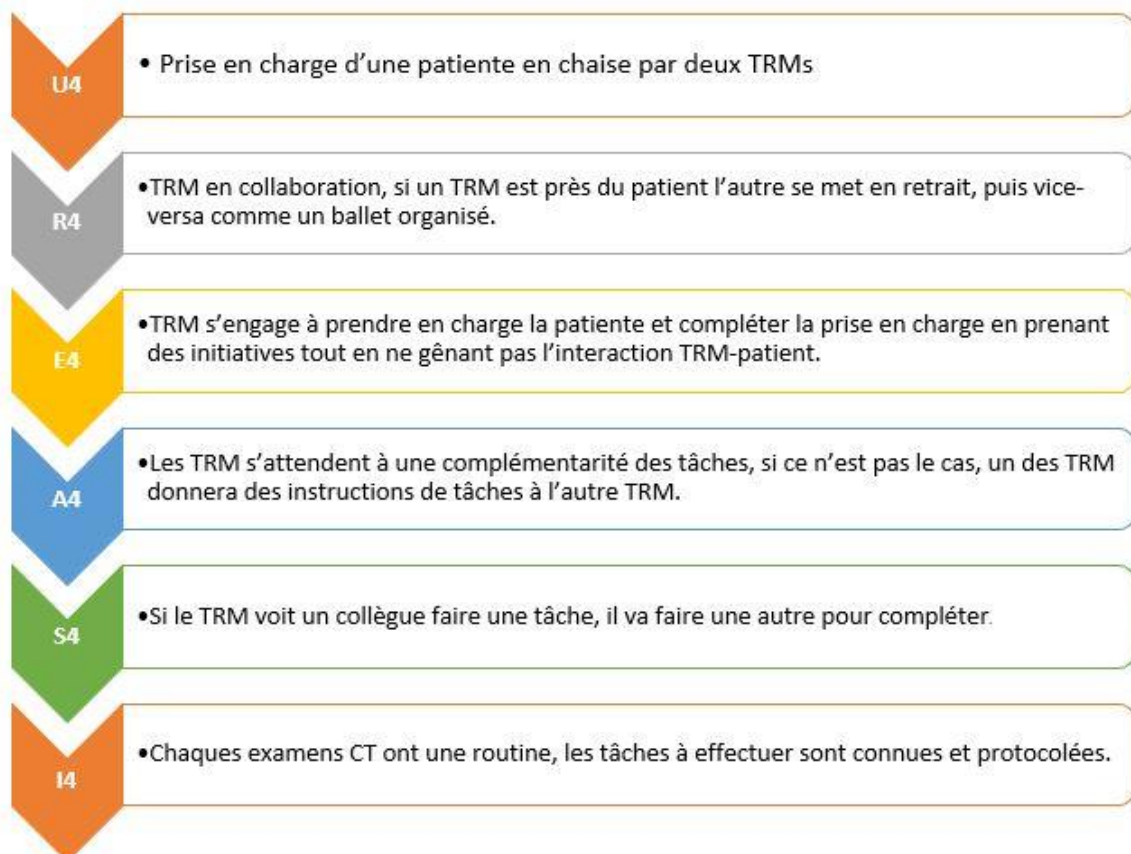 U4
• Prise en charge d’une patiente en chaise par deux TRMs
R4
•TRM en collaboration, si un TRM est près du patient l’autre se met en retrait, puis vice-
versa comme un ballet organisé.
E4
•TRM s’engage à prendre en charge la patiente et compléter la prise en charge en prenant
des initiatives tout en ne gênant pas l’interaction TRM-patient.
A4
•Les TRM s’attendent à une complémentarité des tâches, si ce n’est pas le cas, un des TRM
donnera des instructions de tâches à l’autre TRM.
S4
•Si le TRM voit un collègue faire une tâche, il va faire une autre pour compléter.
I4
•Chaques examens CT ont une routine, les tâches à effectuer sont connues et protocolées.